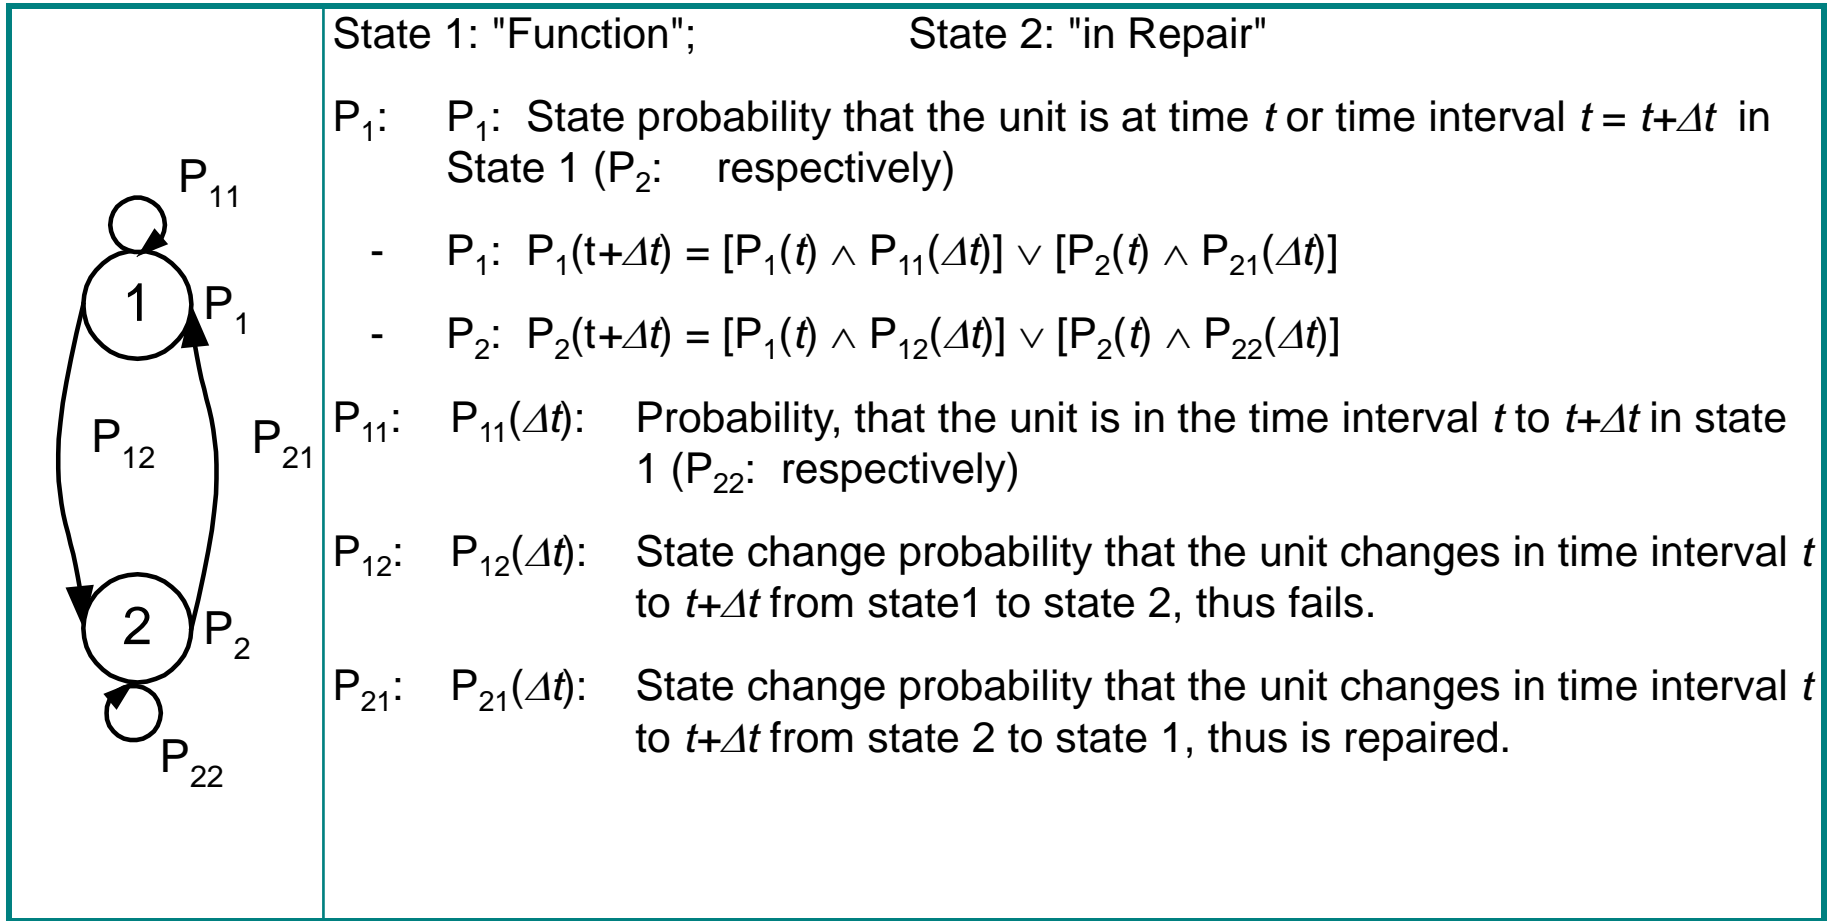 State 1: "Function"; State 2: "in Repair"
P₁: P₁: State probability that the unit is at time t or time interval t = t+Δt in
State 1 (P₂: respectively)
- P₁: P₁(t+Δt) = [P₁(t) ∧ P₁₁(Δt)] ∨ [P₂(t) ∧ P₂₁(Δt)]
- P₂: P₂(t+Δt) = [P₁(t) ∧ P₁₂(Δt)] ∨ [P₂(t) ∧ P₂₂(Δt)]
P₁₁: P₁₁(Δt): Probability, that the unit is in the time interval t to t+Δt in state
1 (P₂₂: respectively)
P₁₂: P₁₂(Δt): State change probability that the unit changes in time interval t
to t+Δt from state1 to state 2, thus fails.
P₂₁: P₂₁(Δt): State change probability that the unit changes in time interval t
to t+Δt from state 2 to state 1, thus is repaired.
P₁₁
1 P₁
P₁₂ P₂₁
2 P₂
P₂₂